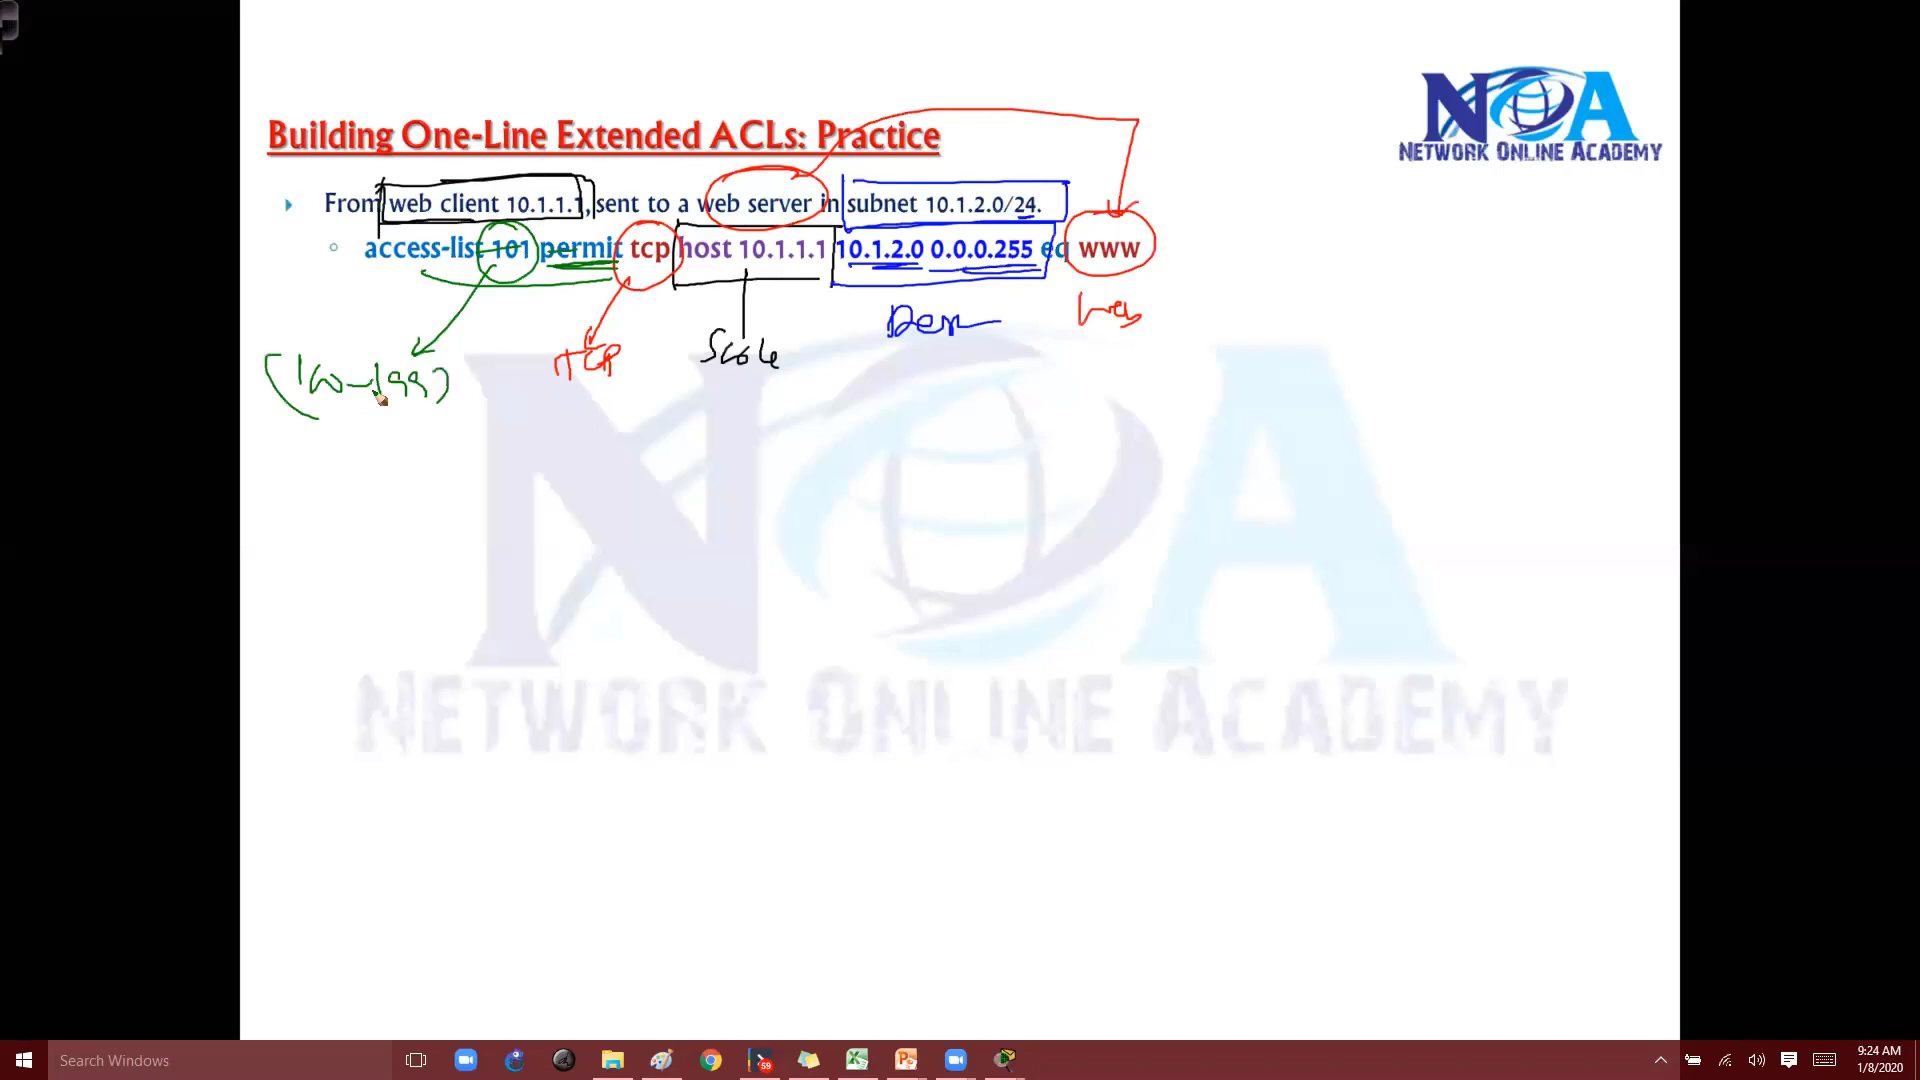 NOA
NETWORK ONLINE ACADEMY
Building One-Line Extended ACLs: Practice
From web client 10.1.1.1, sent to a web server in subnet 10.1.2.0/24.
access-list 101 permit tcp host 10.1.1.1 10.1.2.0 0.0.0.255 eq www
Web
TCP
(100-199)
NOA
NETWORK ONLINE ACADEMY
Search Windows
59
9:24 AM
1/8/2020